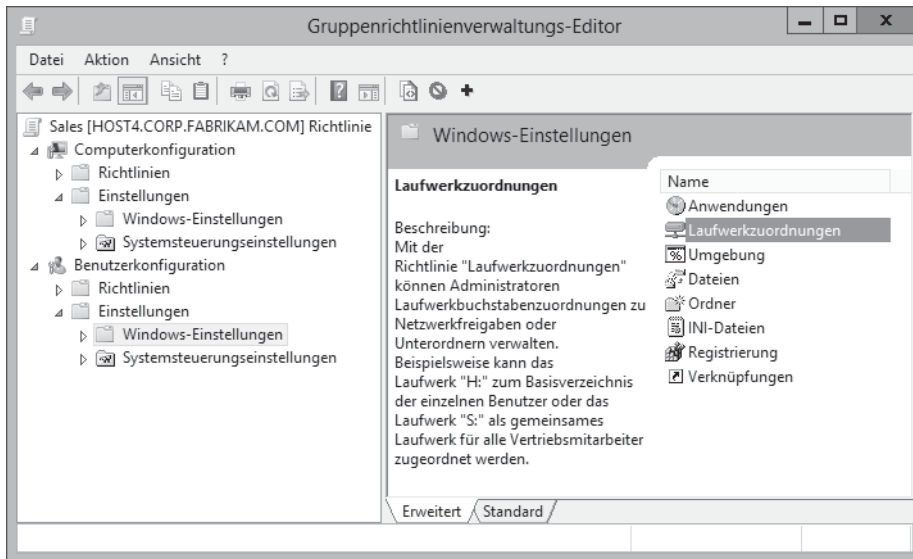 Gruppenrichtlinienverwaltungs-Editor
Datei Aktion Ansicht ?
Sales [HOST4.CORP.FABRIKAM.COM] Richtlinie
Computerkonfiguration
Richtlinien
Einstellungen
Windows-Einstellungen
Systemsteuerungseinstellungen
Benutzerkonfiguration
Richtlinien
Einstellungen
Windows-Einstellungen
Systemsteuerungseinstellungen
Windows-Einstellungen
Laufwerkzuordnungen
Beschreibung:
Mit der
Richtlinie "Laufwerkzuordnungen"
können Administratoren
Laufwerkbuchstabenzuordnungen zu
Netzwerkfreigaben oder
Unterordnern verwalten.
Beispielsweise kann das
Laufwerk "H:" zum Basisverzeichnis
der einzelnen Benutzer oder das
Laufwerk "S:" als gemeinsames
Laufwerk für alle Vertriebsmitarbeiter
zugeordnet werden.
Name
Anwendungen
Laufwerkzuordnungen
Umgebung
Dateien
Ordner
INI-Dateien
Registrierung
Verknüpfungen
Erweitert Standard